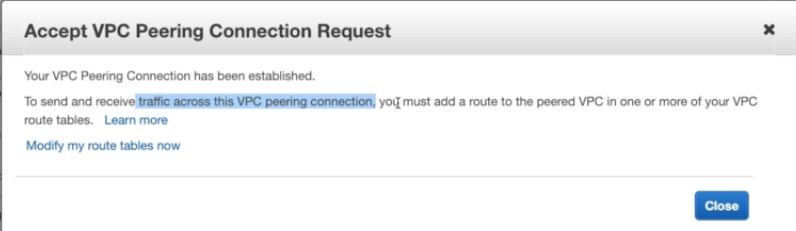 Accept VPC Peering Connection Request
Your VPC Peering Connection has been established.
To send and receive traffic across this VPC peering connection, you must add a route to the peered VPC in one or more of your VPC
route tables. Learn more
Modify my route tables now
Close